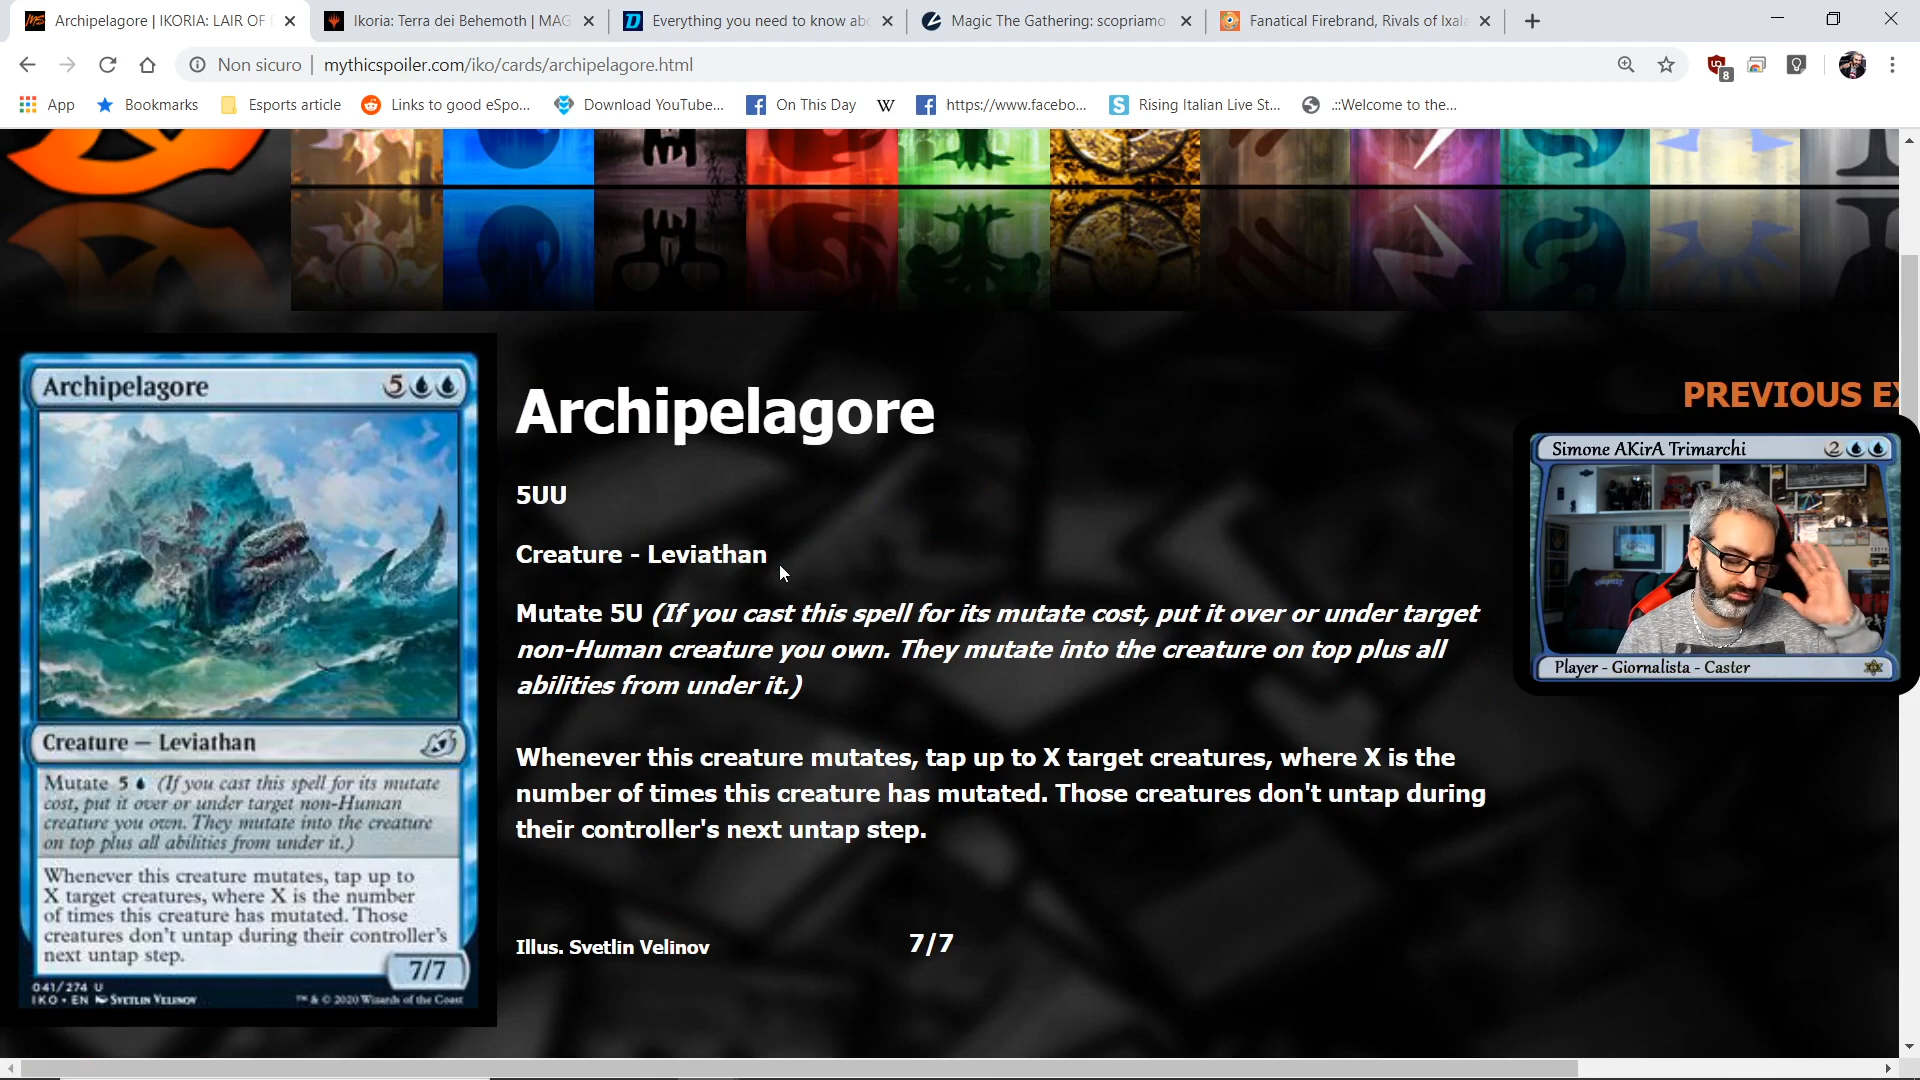 Archipelagore | IKORIA: LAIR OF
Ikoria: Terra dei Behemoth | MAG
Everything you need to know abo
Magic The Gathering: scopriamo
Fanatical Firebrand, Rivals of Ixala
Non sicuro | mythicspoiler.com/iko/cards/archipelagore.html
8
App
Bookmarks
Esports article
Links to good eSpo...
Download YouTube...
On This Day
W
https://www.facebo...
Rising Italian Live St...
.::Welcome to the...
PREVIOUS EX
Archipelagore
5UU
Creature - Leviathan
Mutate 5U (If you cast this spell for its mutate cost, put it over or under target
non-Human creature you own. They mutate into the creature on top plus all
abilities from under it.)
Whenever this creature mutates, tap up to X target creatures, where X is the
number of times this creature has mutated. Those creatures don't untap during
their controller's next untap step.
Illus. Svetlin Velinov
7/7
Archipelagore 5
Creature — Leviathan
Mutate 5 (If you cast this spell for its mutate
cost, put it over or under target non-Human
creature you own. They mutate into the creature
on top plus all abilities from under it.)
Whenever this creature mutates, tap up to
X target creatures, where X is the number
of times this creature has mutated. Those
creatures don't untap during their controller's
next untap step.
7/7
041/274 U
IKO • EN Svetlin Velinov
™ & © 2020 Wizards of the Coast
Simone AKirA Trimarchi 2
Player - Giornalista - Caster